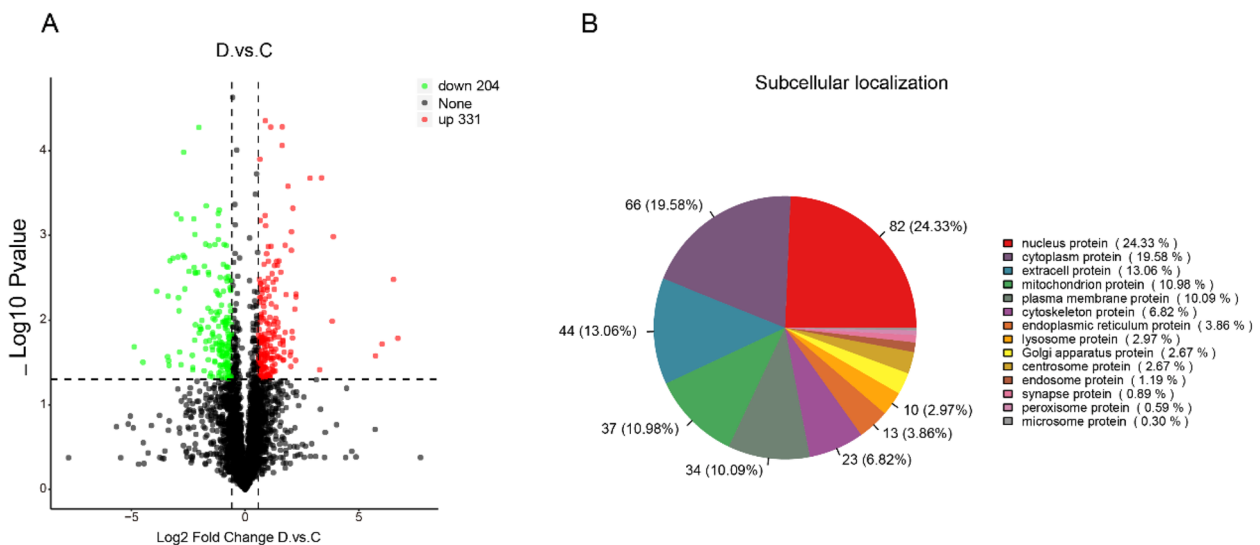 A
D.vs.C
down 204
None
up 331
4
3
2
1
0
−Log10 Pvalue
−5
0
5
Log2 Fold Change D.vs.C
B
Subcellular localization
66 (19.58%)
82 (24.33%)
44 (13.06%)
37 (10.98%)
34 (10.09%)
23 (6.82%)
13 (3.86%)
10 (2.97%)
nucleus protein ( 24.33 % )
cytoplasm protein ( 19.58 % )
extracell protein ( 13.06 % )
mitochondrion protein ( 10.98 % )
plasma membrane protein ( 10.09 % )
cytoskeleton protein ( 6.82 % )
endoplasmic reticulum protein ( 3.86 % )
lysosome protein ( 2.97 % )
Golgi apparatus protein ( 2.67 % )
centrosome protein ( 2.67 % )
endosome protein ( 1.19 % )
synapse protein ( 0.89 % )
peroxisome protein ( 0.59 % )
microsome protein ( 0.30 % )